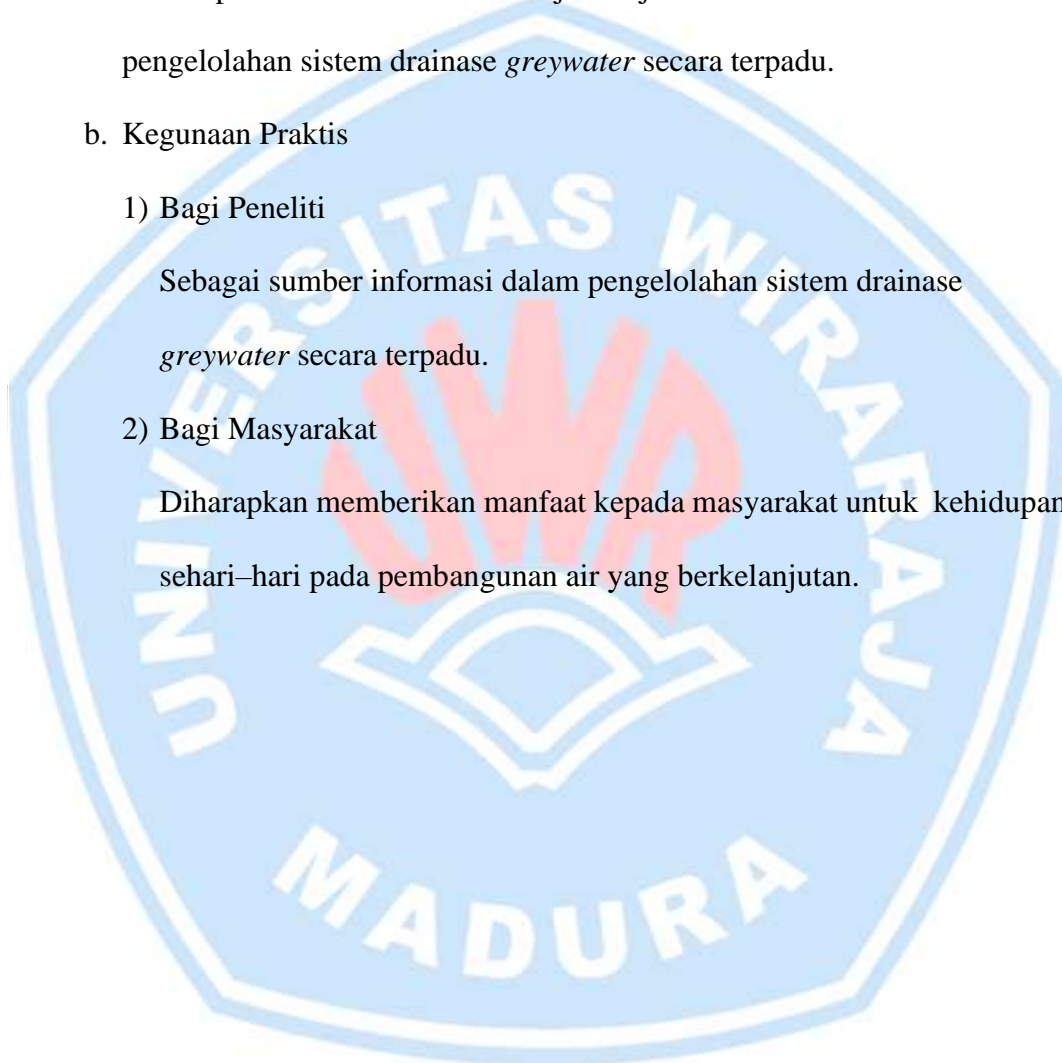 pengelolahan sistem drainase greywater secara terpadu.
b. Kegunaan Praktis
1) Bagi Peneliti
Sebagai sumber informasi dalam pengelolahan sistem drainase
greywater secara terpadu.
2) Bagi Masyarakat
Diharapkan memberikan manfaat kepada masyarakat untuk kehidupan
sehari–hari pada pembangunan air yang berkelanjutan.
UNIVERSITAS WIRARAJA
UWR
MADURA